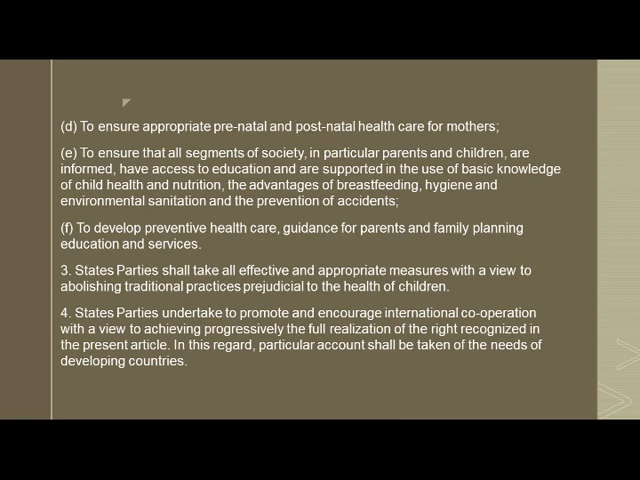 (d) To ensure appropriate pre-natal and post-natal health care for mothers;
(e) To ensure that all segments of society, in particular parents and children, are
informed, have access to education and are supported in the use of basic knowledge
of child health and nutrition, the advantages of breastfeeding, hygiene and
environmental sanitation and the prevention of accidents;
(f) To develop preventive health care, guidance for parents and family planning
education and services.
3. States Parties shall take all effective and appropriate measures with a view to
abolishing traditional practices prejudicial to the health of children.
4. States Parties undertake to promote and encourage international co-operation
with a view to achieving progressively the full realization of the right recognized in
the present article. In this regard, particular account shall be taken of the needs of
developing countries.